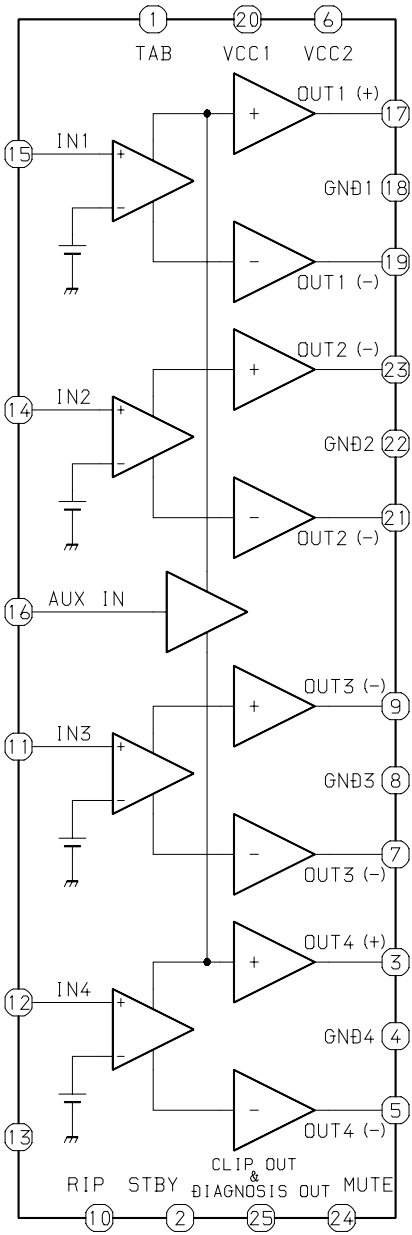 1 20 6
TAB VCC1 VCC2
OUT1 (+)
17
IN1
15
+
+
GND1 18
-
-
19
OUT1 (-)
OUT2 (-)
23
IN2
14
+
+
GND2 22
-
-
21
OUT2 (-)
AUX IN
16
OUT3 (-)
9
IN3
11
+
+
GND3 8
-
-
7
OUT3 (-)
OUT4 (+)
3
IN4
12
+
+
GND4 4
-
-
5
OUT4 (-)
13
CLIP OUT
&
RIP STBY DIAGNOSIS OUT MUTE
10 2 25 24